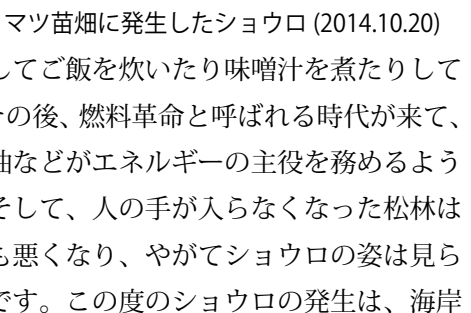 マツ苗畑に発生したショウロ (2014.10.20)
してご飯を炊いたり味噌汁を煮たりして
の後、燃料革命と呼ばれる時代が来て、
油などがエネルギーの主役を務めるよう
そして、人の手が入らなくなった松林は
も悪くなり、やがてショウロの姿は見ら
です。この度のショウロの発生は、海岸